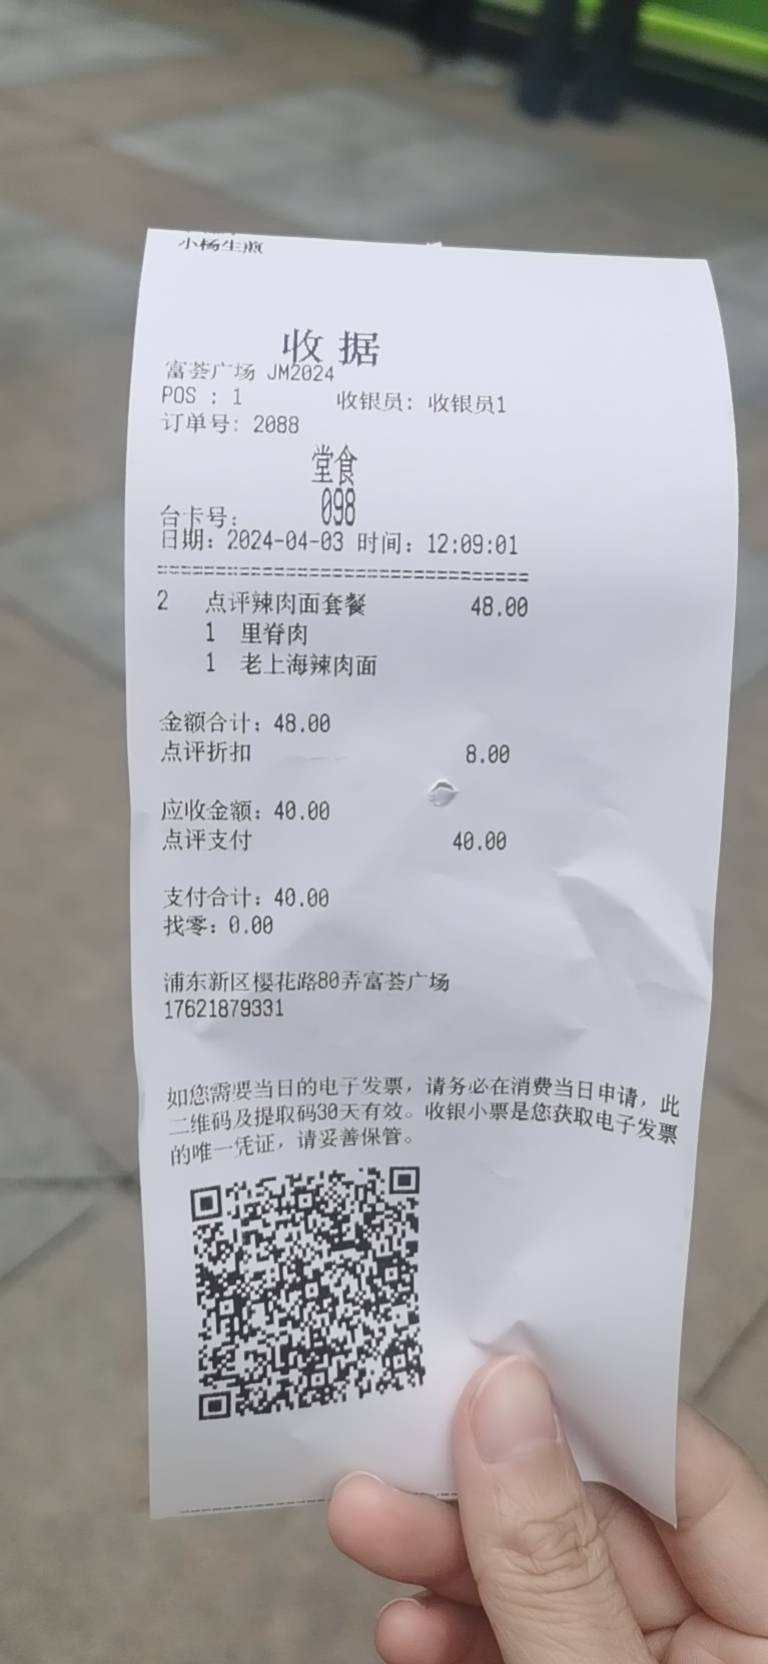 小杨生煎
收据
富荟广场 JM2024
POS : 1 收银员: 收银员1
订单号: 2088
堂食
台卡号: 098
日期: 2024-04-03 时间: 12:09:01
================================
2 点评辣肉面套餐 48.00
1 里脊肉
1 老上海辣肉面
金额合计: 48.00
点评折扣 8.00
应收金额: 40.00
点评支付 40.00
支付合计: 40.00
找零: 0.00
浦东新区樱花路80弄富荟广场
17621879331
如您需要当日的电子发票，请务必在消费当日申请，此
二维码及提取码30天有效。收银小票是您获取电子发票
的唯一凭证，请妥善保管。